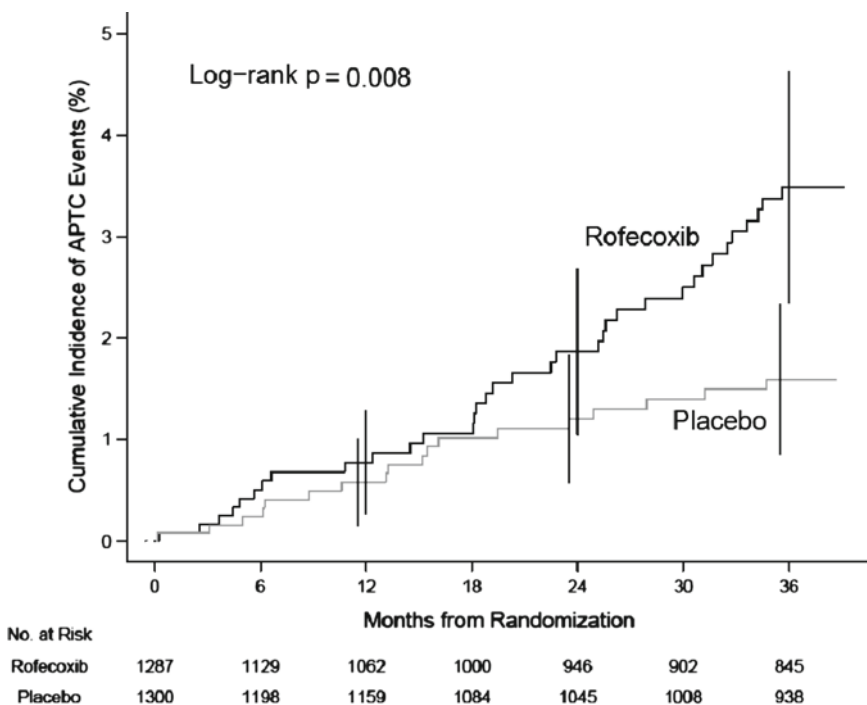 5
Log-rank p = 0.008
4
Rofecoxib
3
2
Placebo
1
0
Cumulative Indidence of APTC Events (%)
0 6 12 18 24 30 36
Months from Randomization
No. at Risk
Rofecoxib 1287 1129 1062 1000 946 902 845
Placebo 1300 1198 1159 1084 1045 1008 938